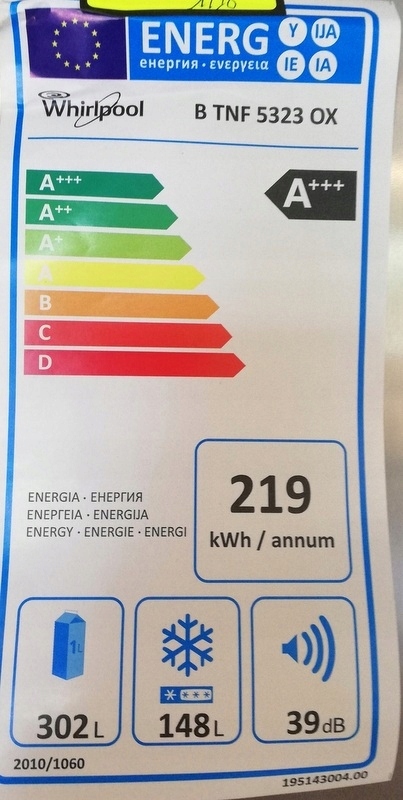 ENERG
Y IJA
IE IA
енергия · ενεργεια
Whirlpool
B TNF 5323 OX
A+++
A+++
A++
A+
A
B
C
D
ENERGIA · ЕНЕРГИЯ
ΕΝΕΡΓΕΙΑ · ENERGIJA
ENERGY · ENERGIE · ENERGI
219
kWh / annum
1L
302 L
148 L
39 dB
2010/1060
195143004.00